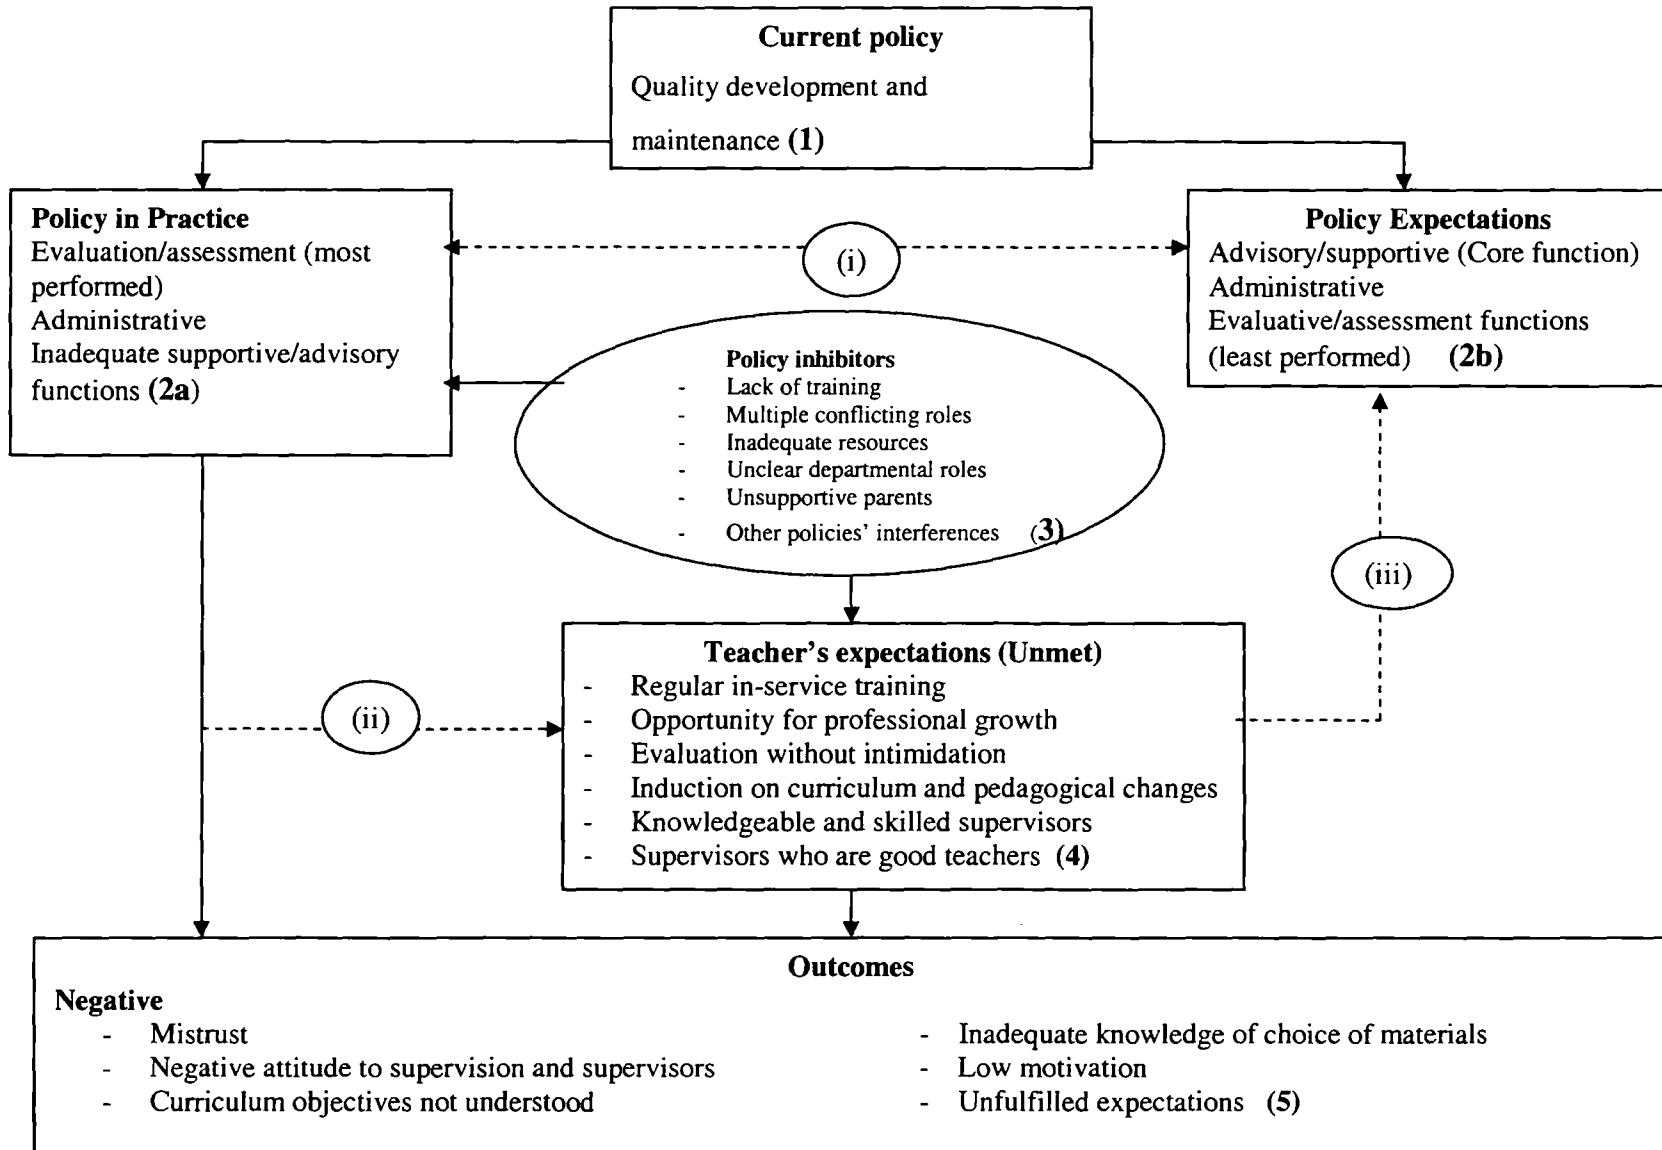 Current policy
Quality development and
maintenance (1)
Policy in Practice
Evaluation/assessment (most
performed)
Administrative
Inadequate supportive/advisory
functions (2a)
(i)
Policy Expectations
Advisory/supportive (Core function)
Administrative
Evaluative/assessment functions
(least performed) (2b)
Policy inhibitors
- Lack of training
- Multiple conflicting roles
- Inadequate resources
- Unclear departmental roles
- Unsupportive parents
- Other policies' interferences (3)
(iii)
(ii)
Teacher's expectations (Unmet)
- Regular in-service training
- Opportunity for professional growth
- Evaluation without intimidation
- Induction on curriculum and pedagogical changes
- Knowledgeable and skilled supervisors
- Supervisors who are good teachers (4)
Outcomes
Negative
- Mistrust
- Negative attitude to supervision and supervisors
- Curriculum objectives not understood
- Inadequate knowledge of choice of materials
- Low motivation
- Unfulfilled expectations (5)